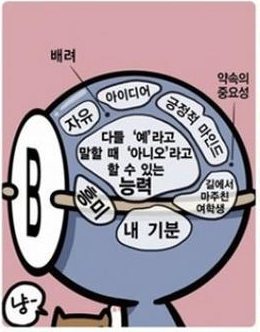 배려
약속의
중요성
아이디어
자유
긍정적 마인드
다들 '예'라고
말할 때 '아니오'라고
할 수 있는
능력
흥미
길에서
마주친
여학생
내 기분
B
냥-